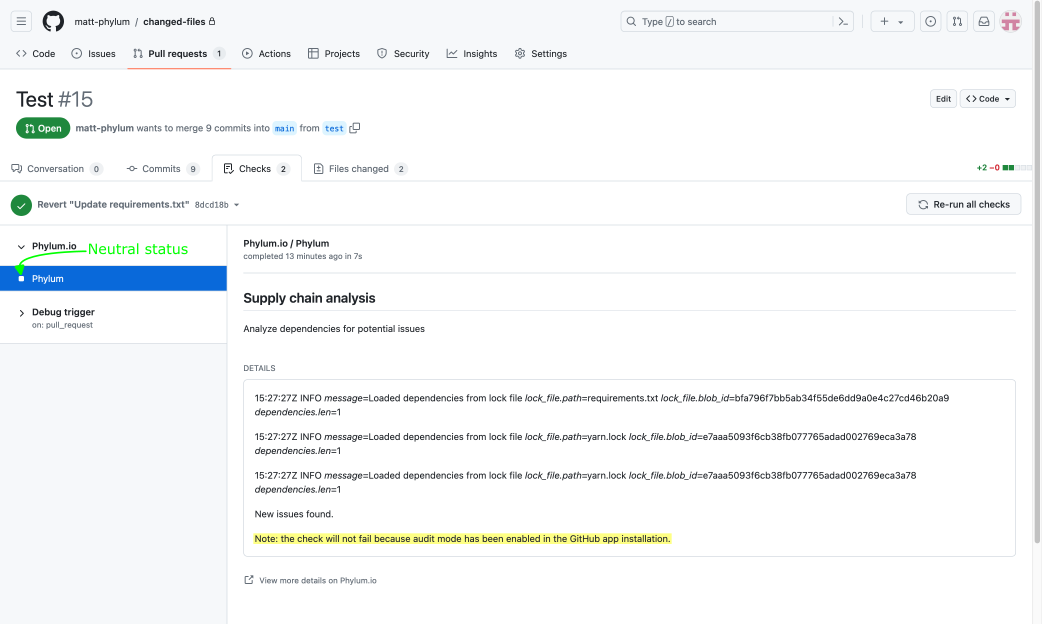 matt-phylum / changed-files
Type / to search
Code
Issues
Pull requests 1
Actions
Projects
Security
Insights
Settings
Test #15
Edit
<> Code
Open
matt-phylum wants to merge 9 commits into main from test
Conversation 0
Commits 9
Checks 2
Files changed 2
+2 −0
Revert "Update requirements.txt" 8dcd18b
Re-run all checks
Phylum.io
Neutral status
Phylum
Debug trigger
on: pull_request
Phylum.io / Phylum
completed 13 minutes ago in 7s
Supply chain analysis
Analyze dependencies for potential issues
DETAILS
15:27:27Z INFO message=Loaded dependencies from lock file lock_file.path=requirements.txt lock_file.blob_id=bfa796f7bb5ab34f55de6dd9a0e4c27cd46b20a9
dependencies.len=1
15:27:27Z INFO message=Loaded dependencies from lock file lock_file.path=yarn.lock lock_file.blob_id=e7aaa5093f6cb38fb077765adad002769eca3a78
dependencies.len=1
15:27:27Z INFO message=Loaded dependencies from lock file lock_file.path=yarn.lock lock_file.blob_id=e7aaa5093f6cb38fb077765adad002769eca3a78
dependencies.len=1
New issues found.
Note: the check will not fail because audit mode has been enabled in the GitHub app installation.
View more details on Phylum.io